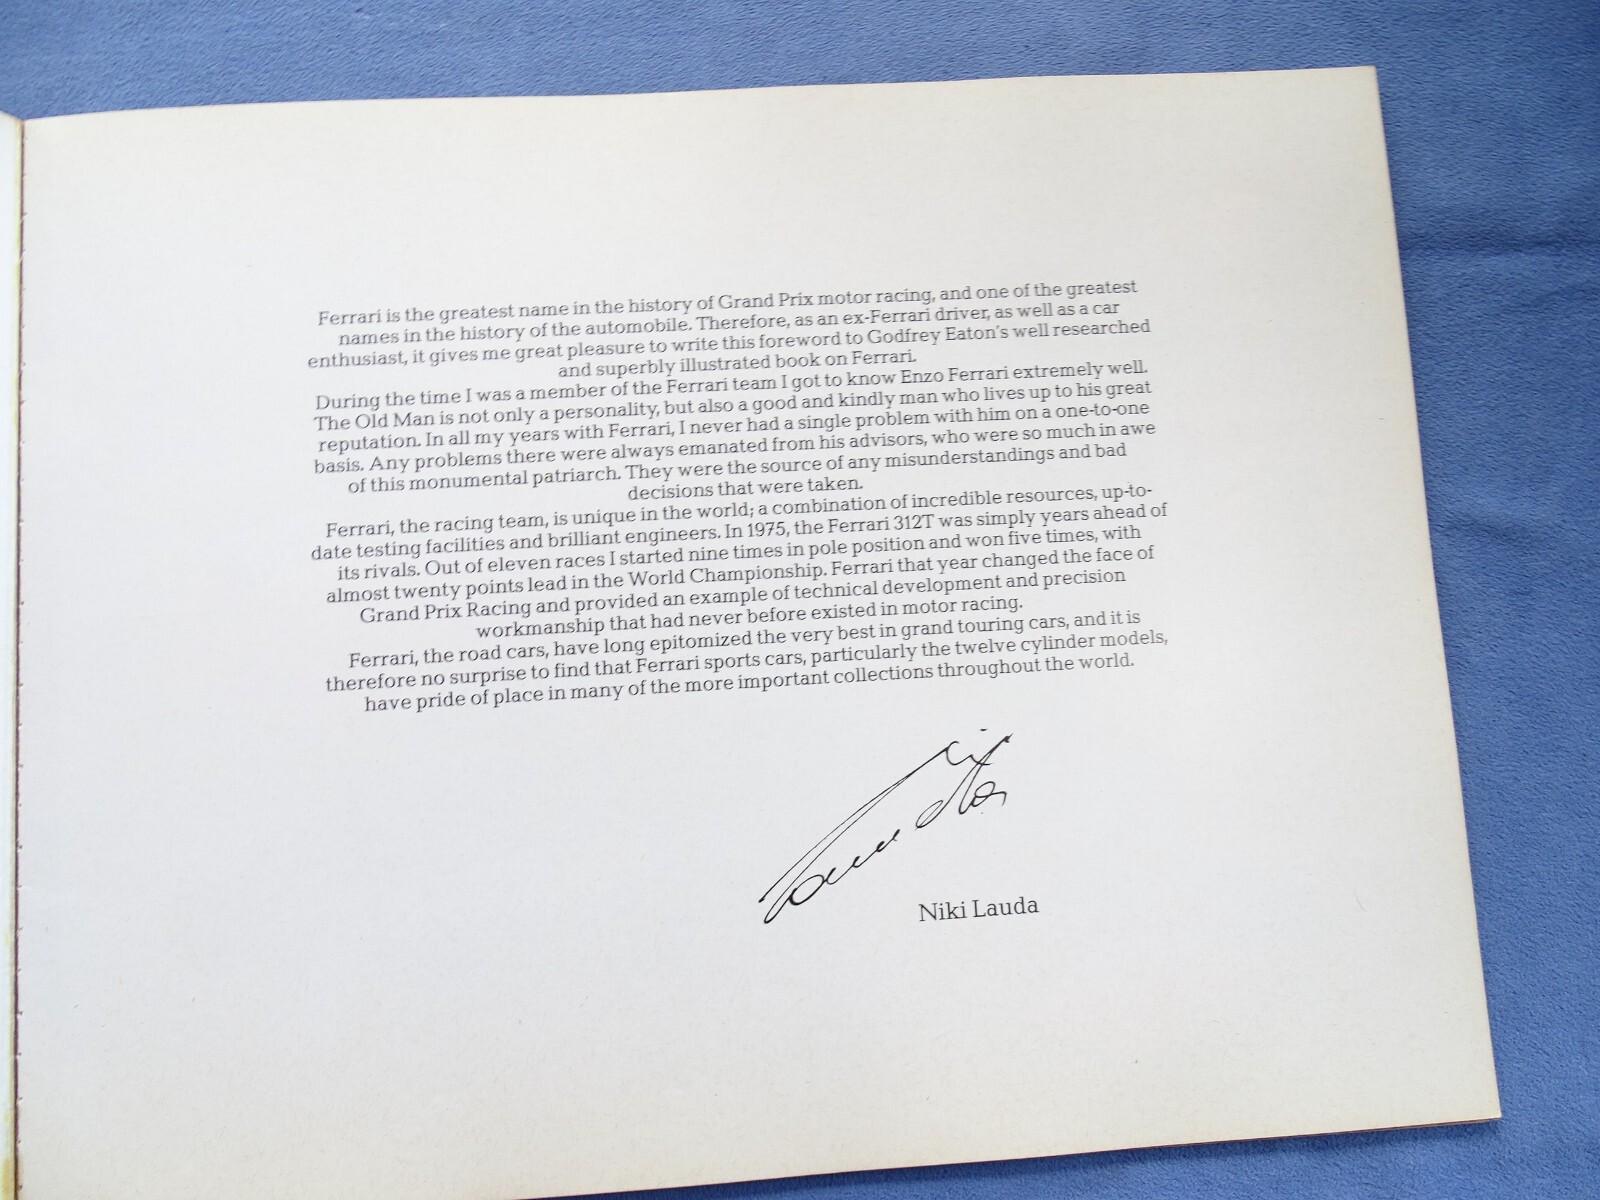 Ferrari is the greatest name in the history of Grand Prix motor racing, and one of the greatest
names in the history of the automobile. Therefore, as an ex-Ferrari driver, as well as a car
enthusiast, it gives me great pleasure to write this foreword to Godfrey Eaton's well researched
and superbly illustrated book on Ferrari.
During the time I was a member of the Ferrari team I got to know Enzo Ferrari extremely well.
The Old Man is not only a personality, but also a good and kindly man who lives up to his great
reputation. In all my years with Ferrari, I never had a single problem with him on a one-to-one
basis. Any problems there were always emanated from his advisors, who were so much in awe
of this monumental patriarch. They were the source of any misunderstandings and bad
decisions that were taken.
Ferrari, the racing team, is unique in the world; a combination of incredible resources, up-to-
date testing facilities and brilliant engineers. In 1975, the Ferrari 312T was simply years ahead of
its rivals. Out of eleven races I started nine times in pole position and won five times, with
almost twenty points lead in the World Championship. Ferrari that year changed the face of
Grand Prix Racing and provided an example of technical development and precision
workmanship that had never before existed in motor racing.
Ferrari, the road cars, have long epitomized the very best in grand touring cars, and it is
therefore no surprise to find that Ferrari sports cars, particularly the twelve cylinder models,
have pride of place in many of the more important collections throughout the world.
Niki Lauda